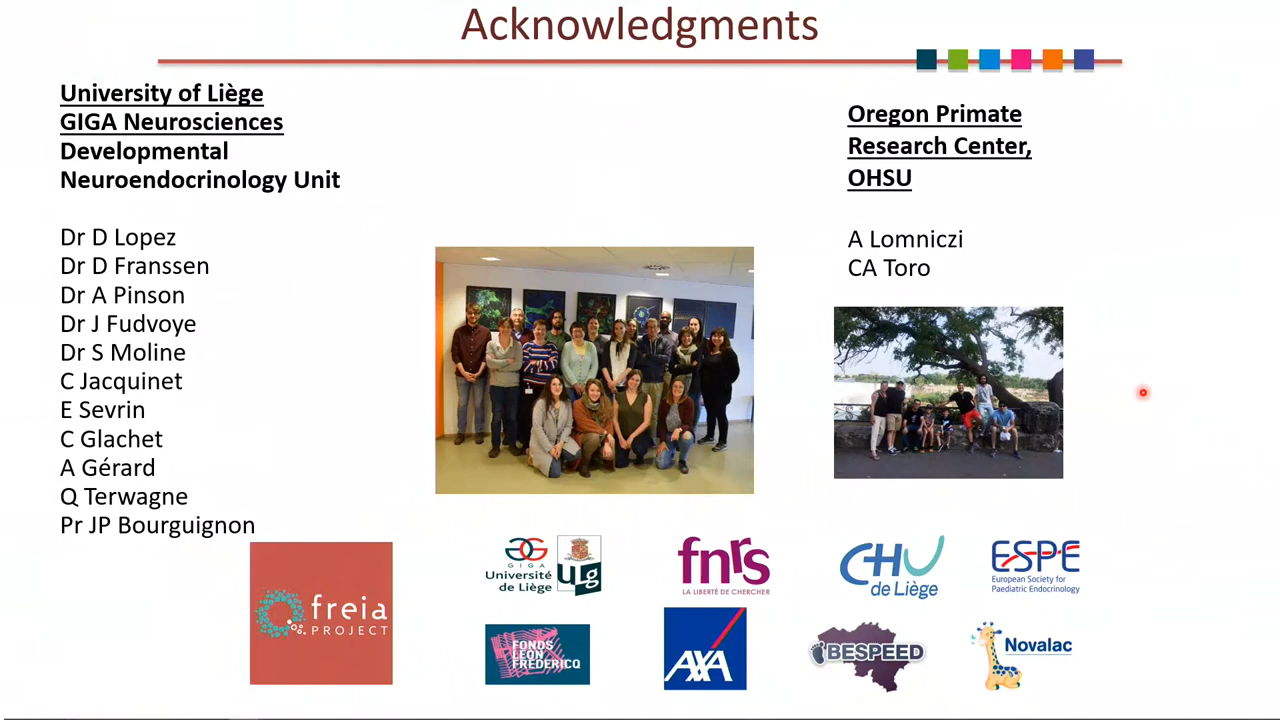 Acknowledgments
University of Liège
GIGA Neurosciences
Developmental
Neuroendocrinology Unit
Dr D Lopez
Dr D Franssen
Dr A Pinson
Dr J Fudvoye
Dr S Moline
C Jacquinet
E Sevrin
C Glachet
A Gérard
Q Terwagne
Pr JP Bourguignon
Oregon Primate
Research Center,
OHSU
A Lomniczi
CA Toro
freia
PROJECT
GIGA
Université
de Liège
ulg
fnrs
LA LIBERTÉ DE CHERCHER
CHU
de Liège
ESPE
European Society for
Paediatric Endocrinology
FONDS
LEON
FREDERICQ
AXA
BESPEED
Novalac